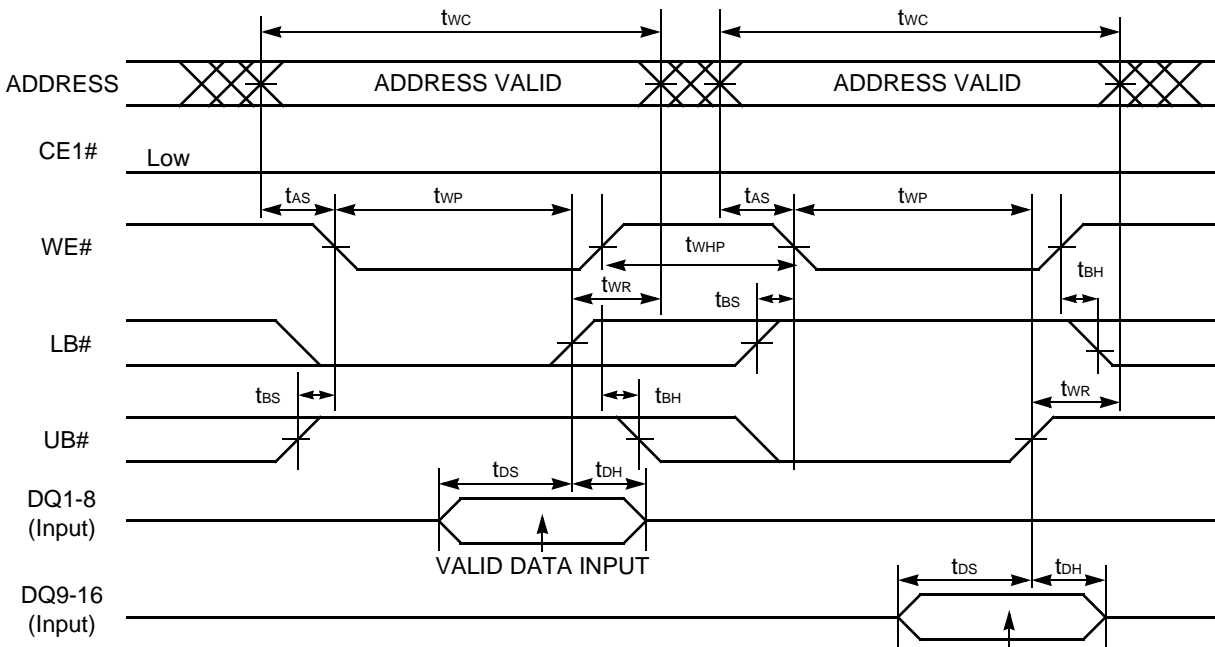 tWC tWC
ADDRESS ADDRESS VALID ADDRESS VALID
CE1# Low
tAS tWP tAS tWP
WE# tWHP
tWR tBS tBH
LB#
tBS tBH tWR
UB#
tDS tDH
DQ1-8
(Input)
VALID DATA INPUT
tDS tDH
DQ9-16
(Input)